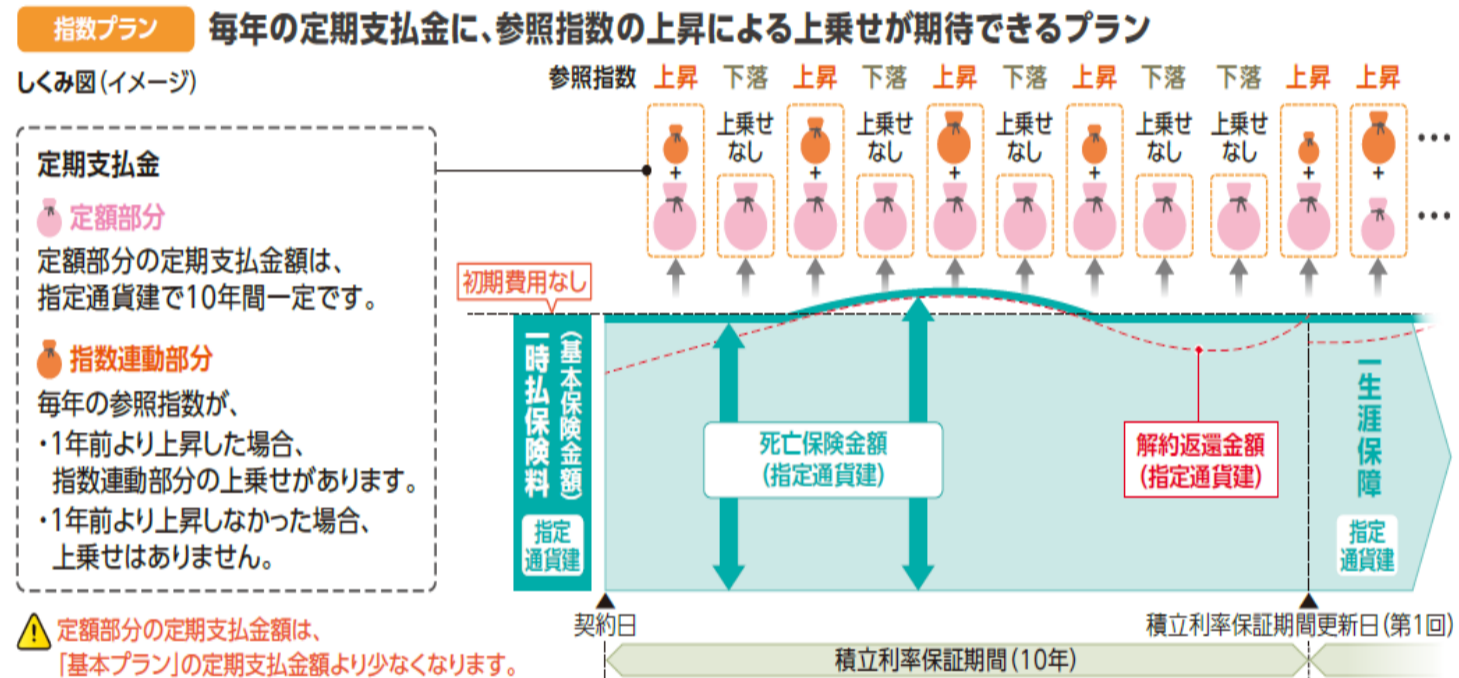 指数プラン 毎年の定期支払金に、参照指数の上昇による上乗せが期待できるプラン
しくみ図(イメージ)
参照指数 上昇 下落 上昇 下落 上昇 下落 上昇 下落 下落 上昇 上昇
上乗せ 上乗せ 上乗せ 上乗せ 上乗せ
なし なし なし なし なし
+ + + + + +
…
…
定期支払金
定額部分
定額部分の定期支払金額は、
指定通貨建で10年間一定です。
指数連動部分
毎年の参照指数が、
・1年前より上昇した場合、
指数連動部分の上乗せがあります。
・1年前より上昇しなかった場合、
上乗せはありません。
定額部分の定期支払金額は、
「基本プラン」の定期支払金額より少なくなります。
初期費用なし
一時払保険料
(基本保険金額)
指定
通貨建
死亡保険金額
(指定通貨建)
解約返還金額
(指定通貨建)
一生涯保障
指定
通貨建
契約日
積立利率保証期間更新日(第1回)
積立利率保証期間(10年)